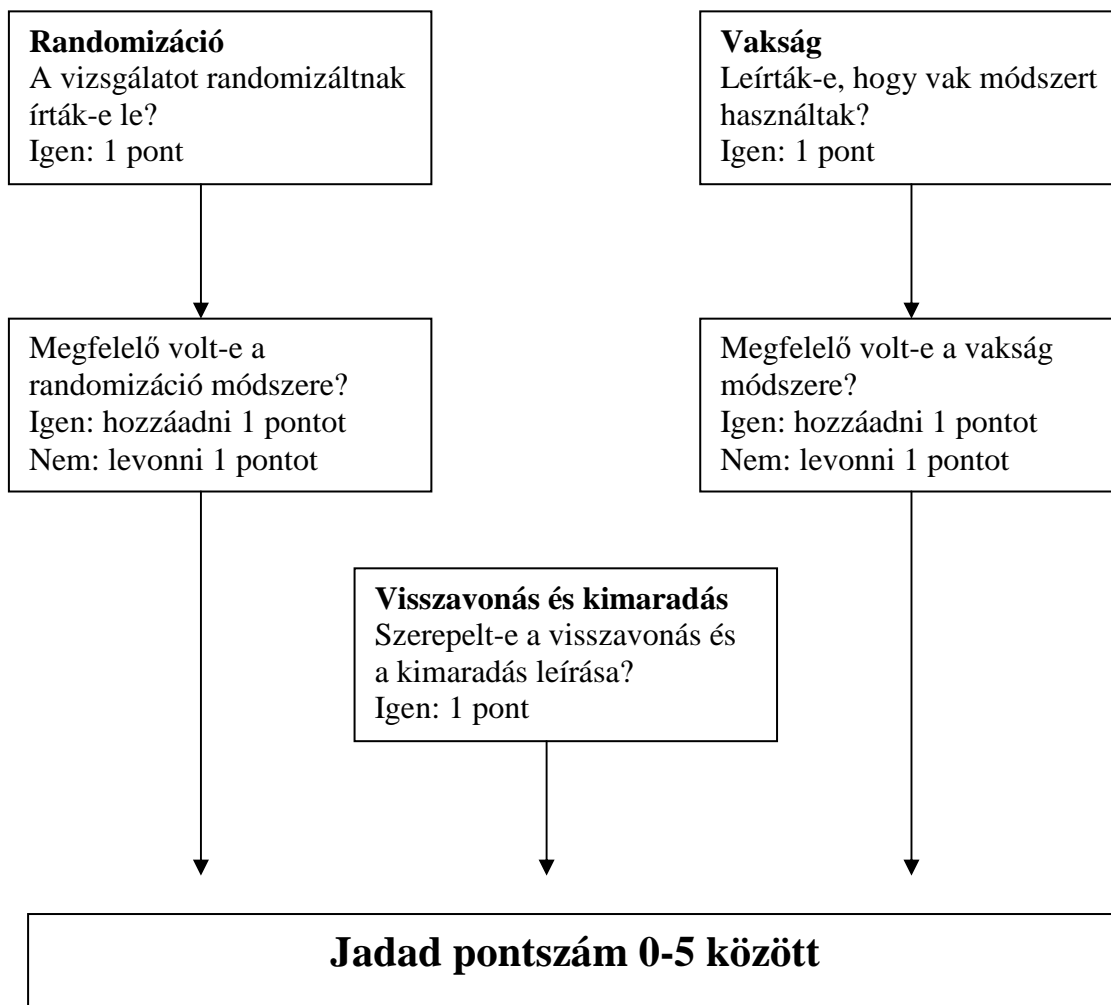 Randomizáció
A vizsgálatot randomizáltnak
írták-e le?
Igen: 1 pont
Vakság
Leírták-e, hogy vak módszert
használtak?
Igen: 1 pont
Megfelelő volt-e a
randomizáció módszere?
Igen: hozzáadni 1 pontot
Nem: levonni 1 pontot
Megfelelő volt-e a vakság
módszere?
Igen: hozzáadni 1 pontot
Nem: levonni 1 pontot
Visszavonás és kimaradás
Szerepelt-e a visszavonás és
a kimaradás leírása?
Igen: 1 pont
Jadad pontszám 0-5 között